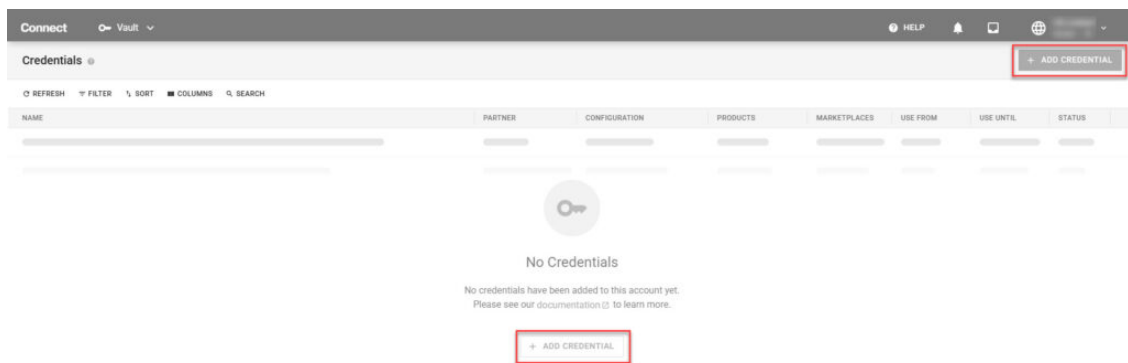 Connect Vault HELP
Credentials + ADD CREDENTIAL
REFRESH FILTER SORT COLUMNS SEARCH
NAME PARTNER CONFIGURATION PRODUCTS MARKETPLACES USE FROM USE UNTIL STATUS
No Credentials
No credentials have been added to this account yet.
Please see our documentation to learn more.
+ ADD CREDENTIAL